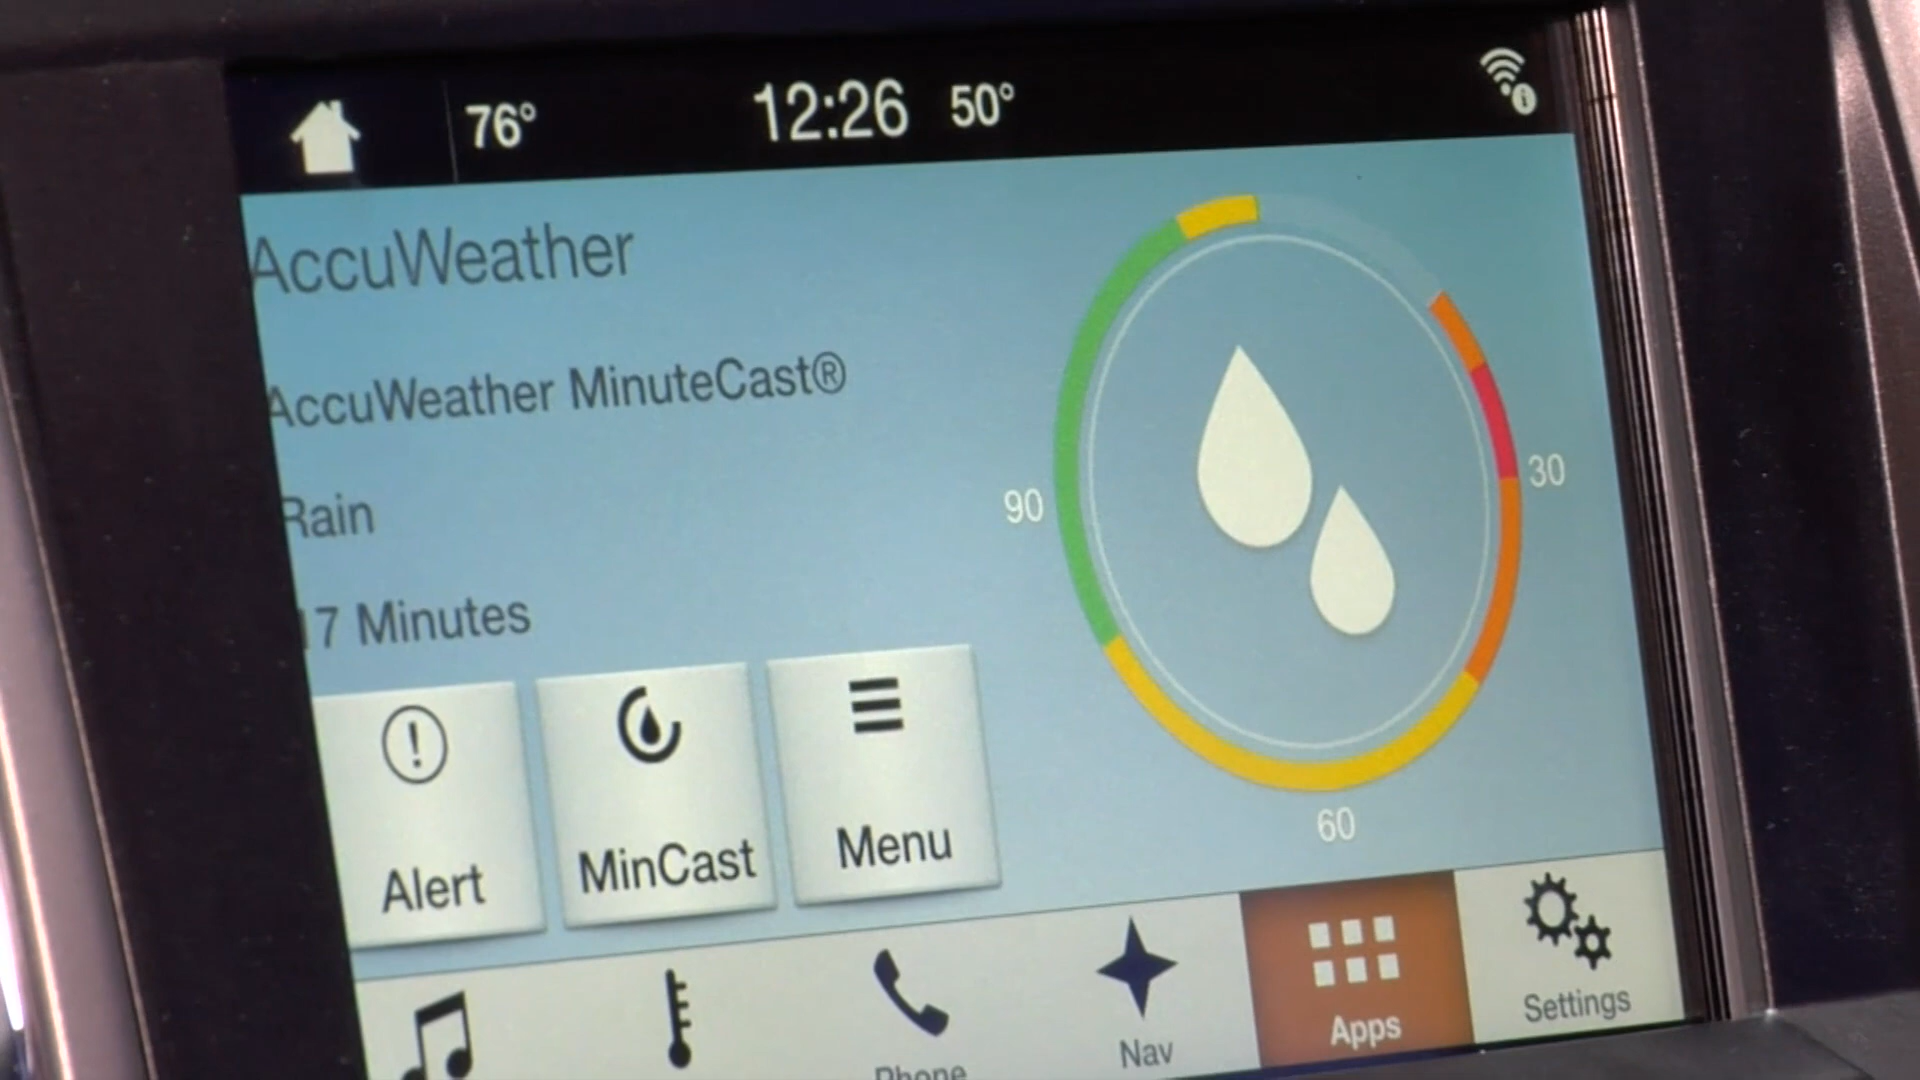 76° 12:26 50°
AccuWeather
AccuWeather MinuteCast®
Rain
17 Minutes
90
30
60
Alert
MinCast
Menu
Phone
Nav
Apps
Settings